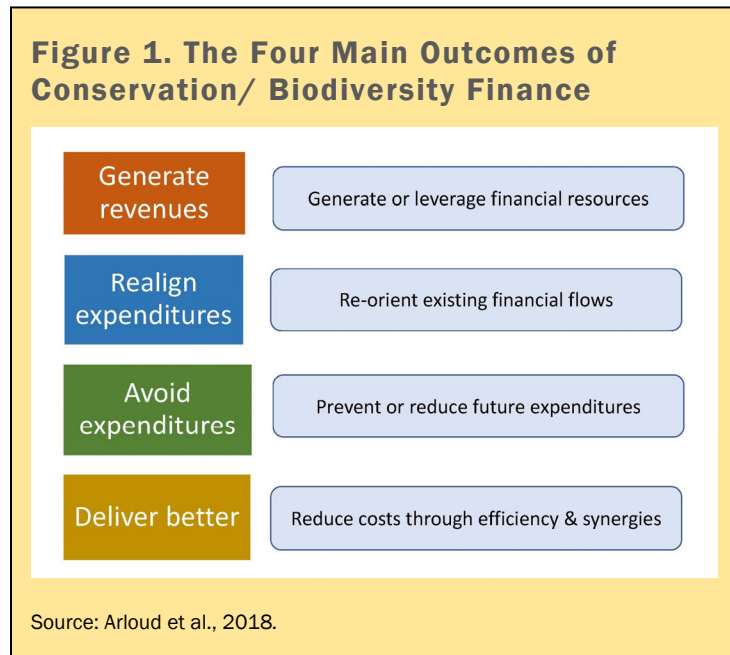 Figure 1. The Four Main Outcomes of
Conservation/ Biodiversity Finance
Generate
revenues
Generate or leverage financial resources
Realign
expenditures
Re-orient existing financial flows
Avoid
expenditures
Prevent or reduce future expenditures
Deliver better
Reduce costs through efficiency & synergies
Source: Arloud et al., 2018.